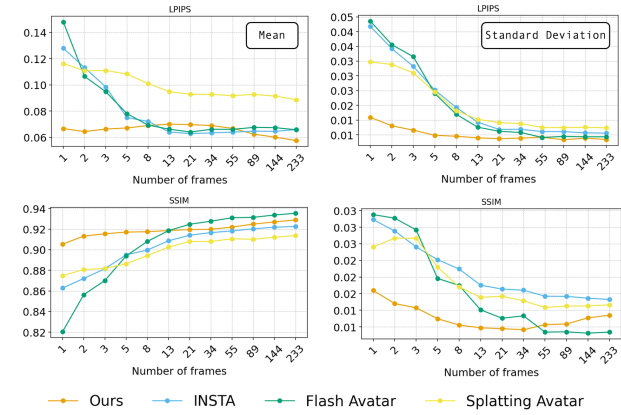 LPIPS
Mean
0.14
0.12
0.10
0.08
0.06
1 2 3 5 8 13 21 34 55 89 144 233
Number of frames
LPIPS
Standard Deviation
0.05
0.04
0.03
0.03
0.02
0.01
0.01
1 2 3 5 8 13 21 34 55 89 144 233
Number of frames
SSIM
0.94
0.92
0.90
0.88
0.86
0.84
0.82
1 2 3 5 8 13 21 34 55 89 144 233
Number of frames
SSIM
0.03
0.03
0.02
0.02
0.02
0.01
0.01
1 2 3 5 8 13 21 34 55 89 144 233
Number of frames
Ours INSTA Flash Avatar Splatting Avatar